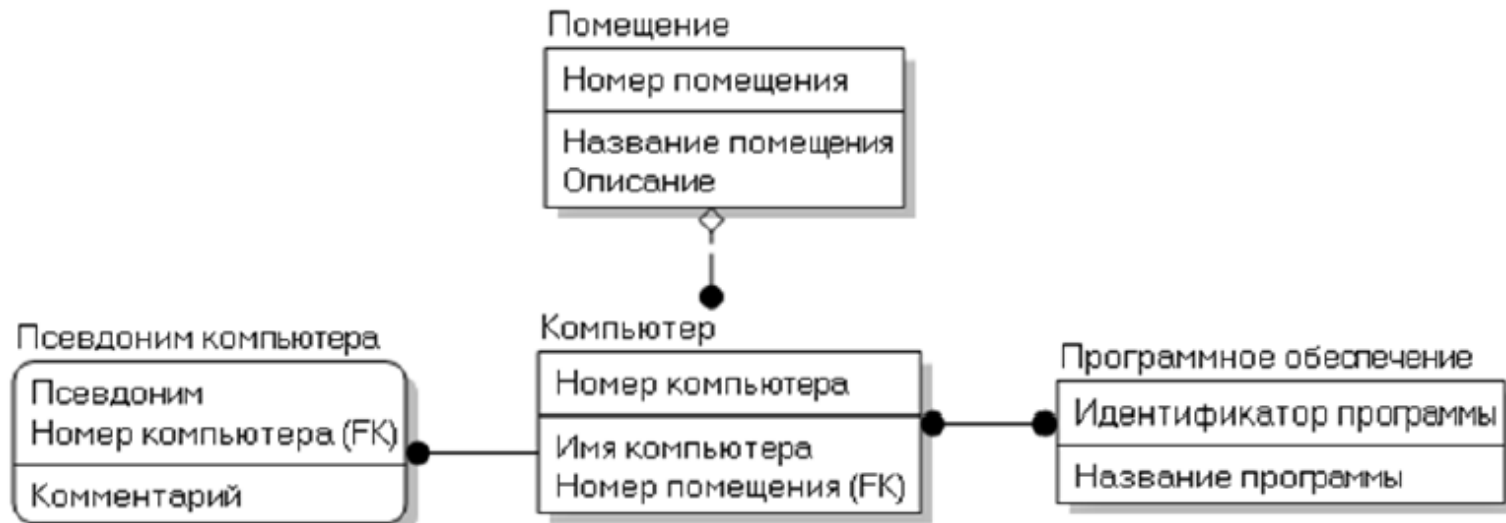 Помещение
Номер помещения
Название помещения
Описание
Псевдоним компьютера
Псевдоним
Номер компьютера (FK)
Комментарий
Компьютер
Номер компьютера
Имя компьютера
Номер помещения (FK)
Программное обеспечение
Идентификатор программы
Название программы